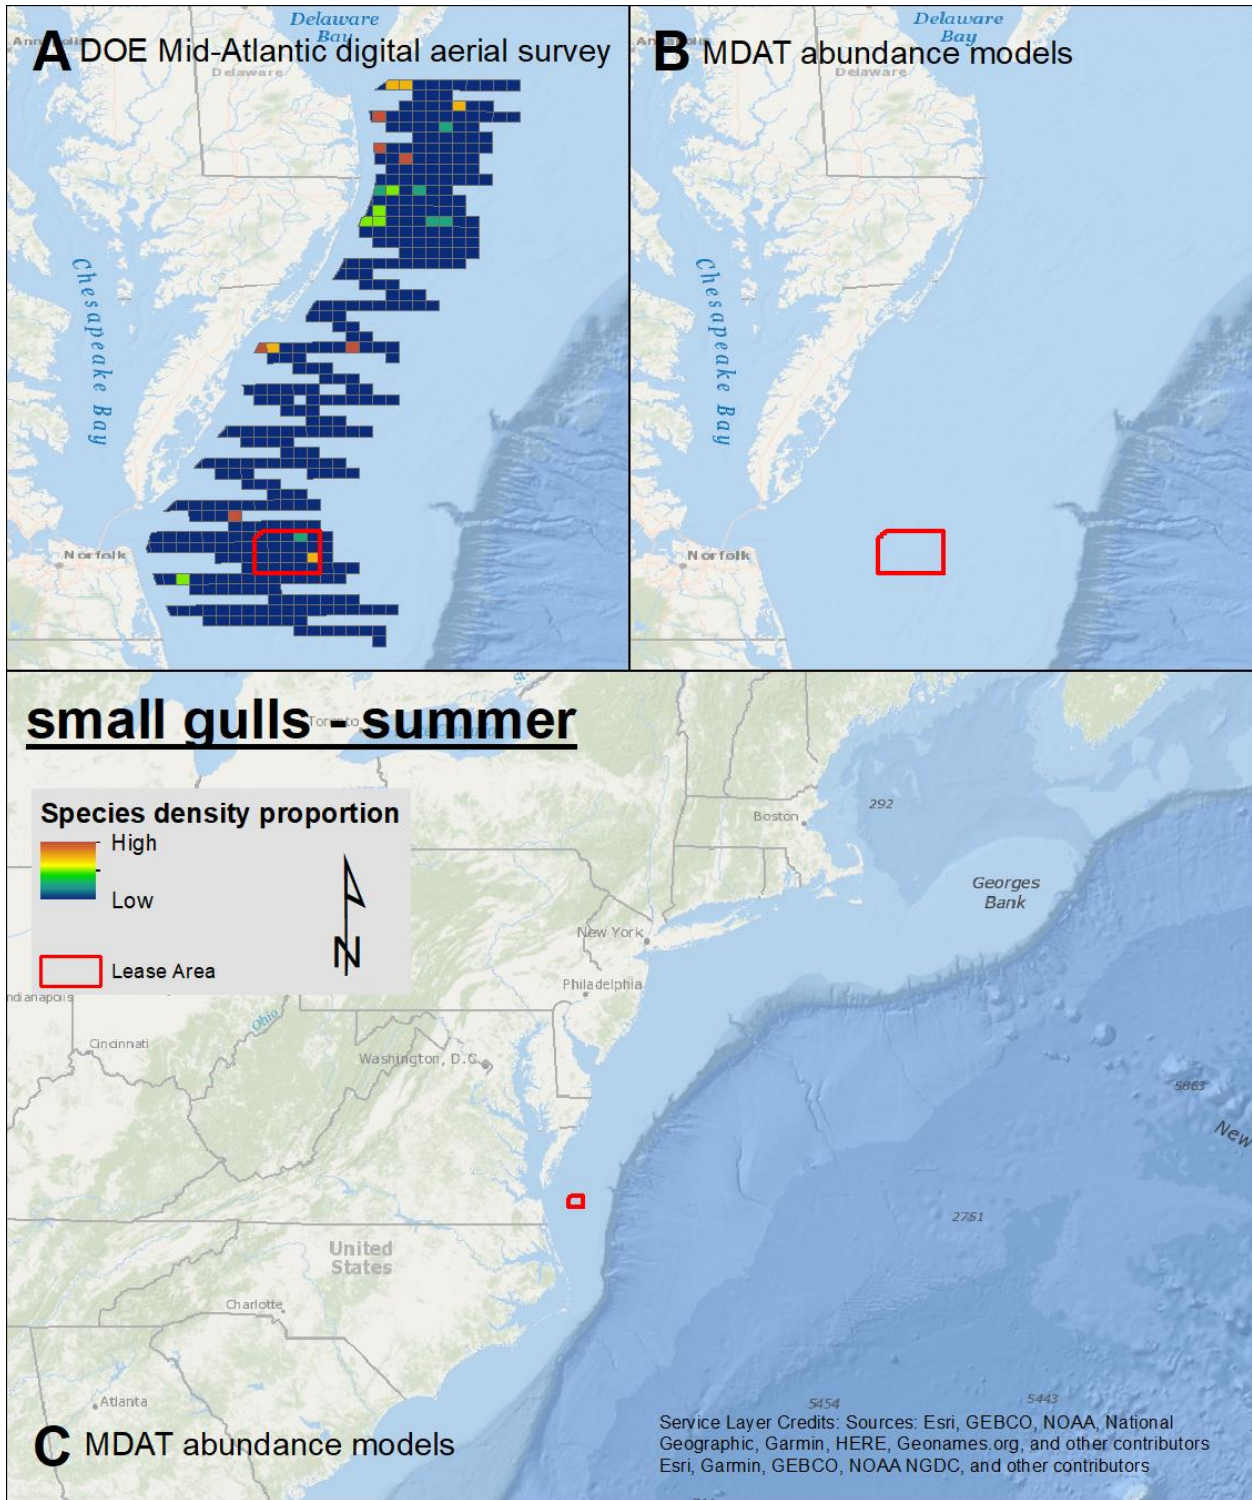 Delaware
Bay
A DOE Mid-Atlantic digital aerial survey
Delaware
Chesapeake Bay
Norfolk
Delaware
Bay
B MDAT abundance models
Delaware
Chesapeake Bay
Norfolk
small gulls - summer
Toronto
Species density proportion
High
Low
Lease Area
N
292
Boston
Georges
Bank
New York
Philadelphia
ndianapolis
Ohio
Cincinnati
Washington, D.C.
5863
New
2751
United
States
Charlotte
Atlanta
5454
5443
C MDAT abundance models
Service Layer Credits: Sources: Esri, GEBCO, NOAA, National
Geographic, Garmin, HERE, Geonames.org, and other contributors
Esri, Garmin, GEBCO, NOAA NGDC, and other contributors